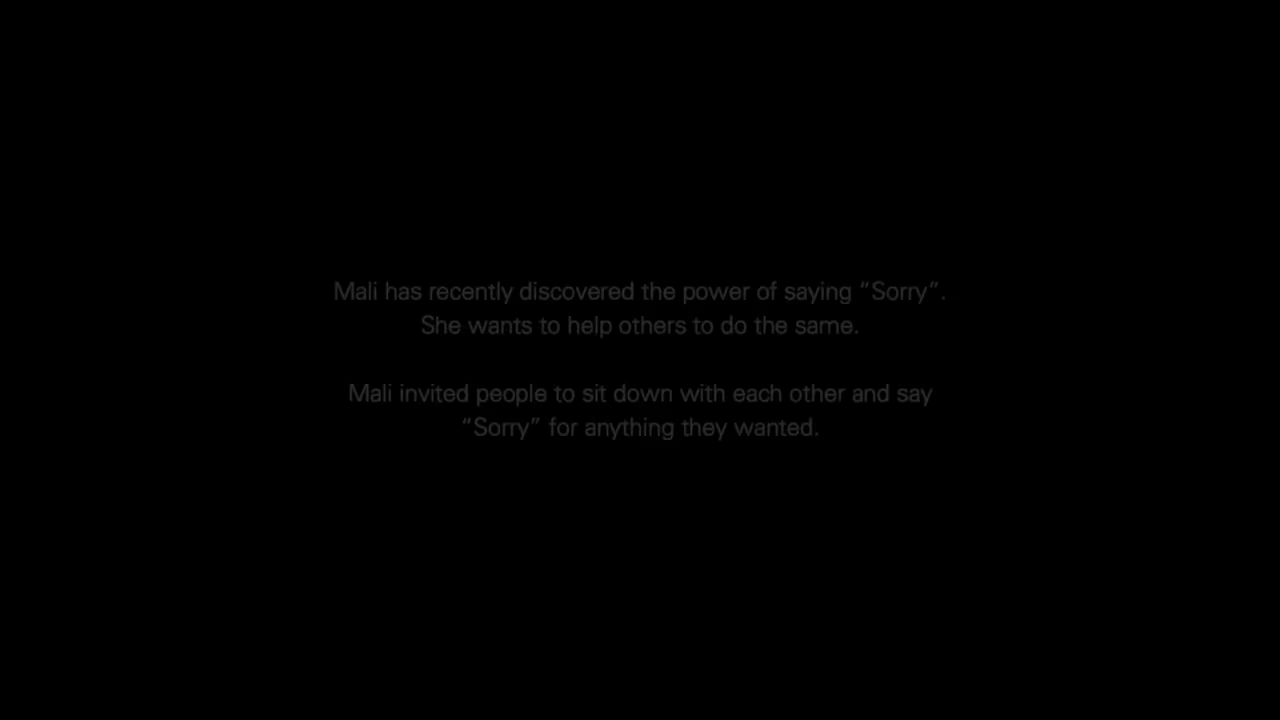 Mali has recently discovered the power of saying “Sorry”.
She wants to help others to do the same.
Mali invited people to sit down with each other and say
“Sorry” for anything they wanted.